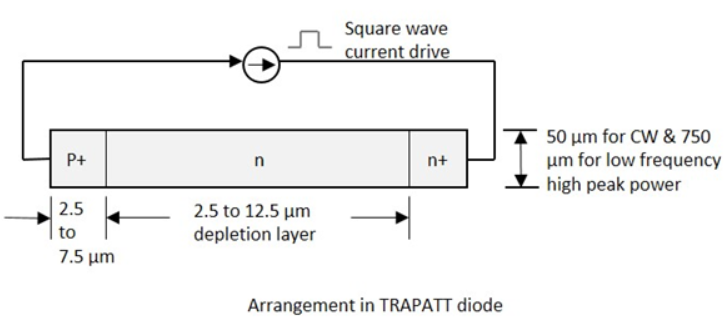 Square wave
current drive
P+
n
n+
50 µm for CW & 750
µm for low frequency
high peak power
2.5
to
7.5 µm
2.5 to 12.5 µm
depletion layer
Arrangement in TRAPATT diode